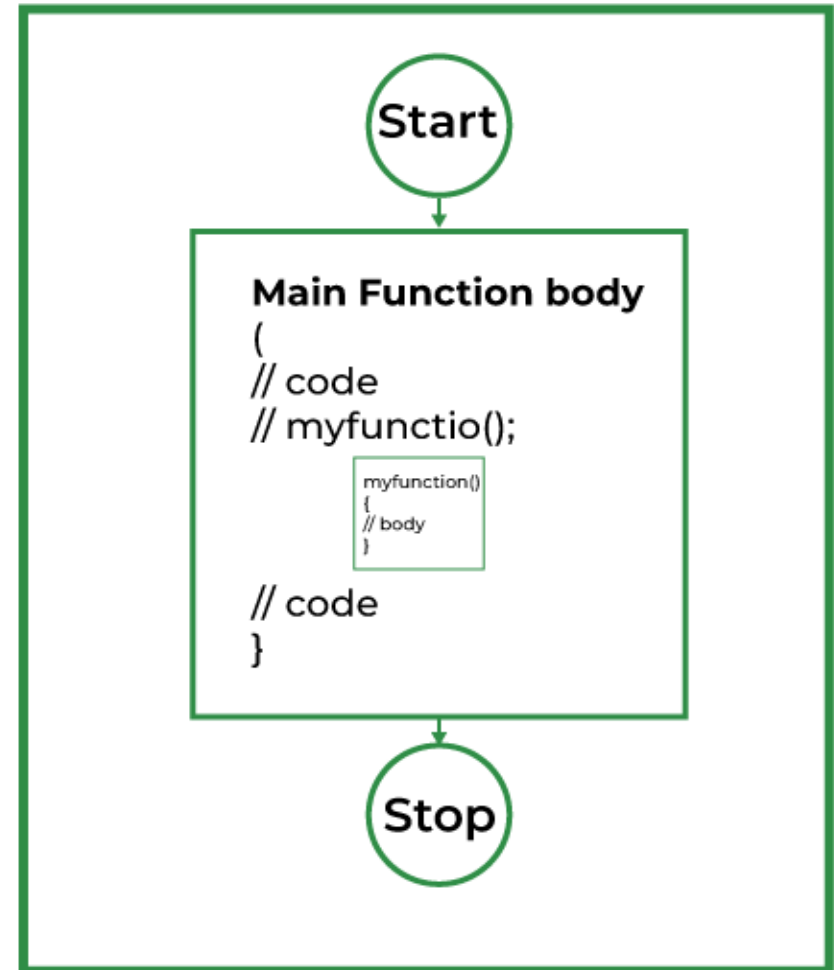 Start
Main Function body
(
// code
// myfunctio();
myfunction()
{
// body
}
// code
}
Stop